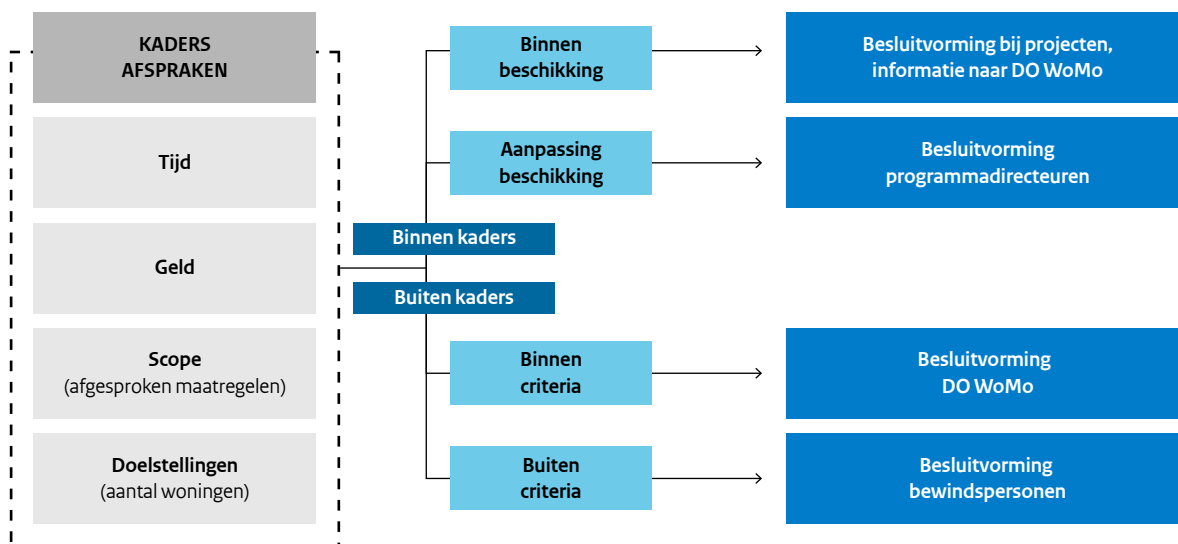 KADERS
AFSPRAKEN
Tijd
Geld
Scope
(afgesproken maatregelen)
Doelstellingen
(aantal woningen)
Binnen kaders
Buiten kaders
Binnen
beschikking
Besluitvorming bij projecten,
informatie naar DO WoMo
Aanpassing
beschikking
Besluitvorming
programmadirecteuren
Binnen
criteria
Besluitvorming
DO WoMo
Buiten
criteria
Besluitvorming
bewindspersonen